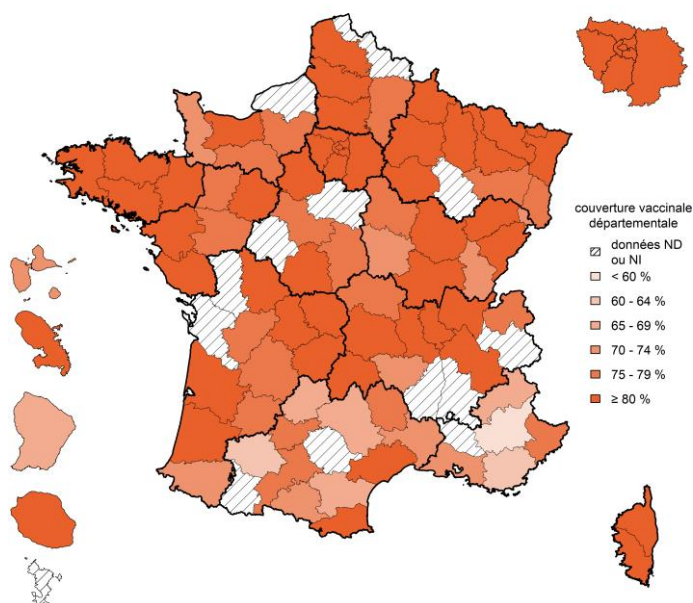 couverture vaccinale
départementale
données ND
ou NI
< 60 %
60 - 64 %
65 - 69 %
70 - 74 %
75 - 79 %
≥ 80 %